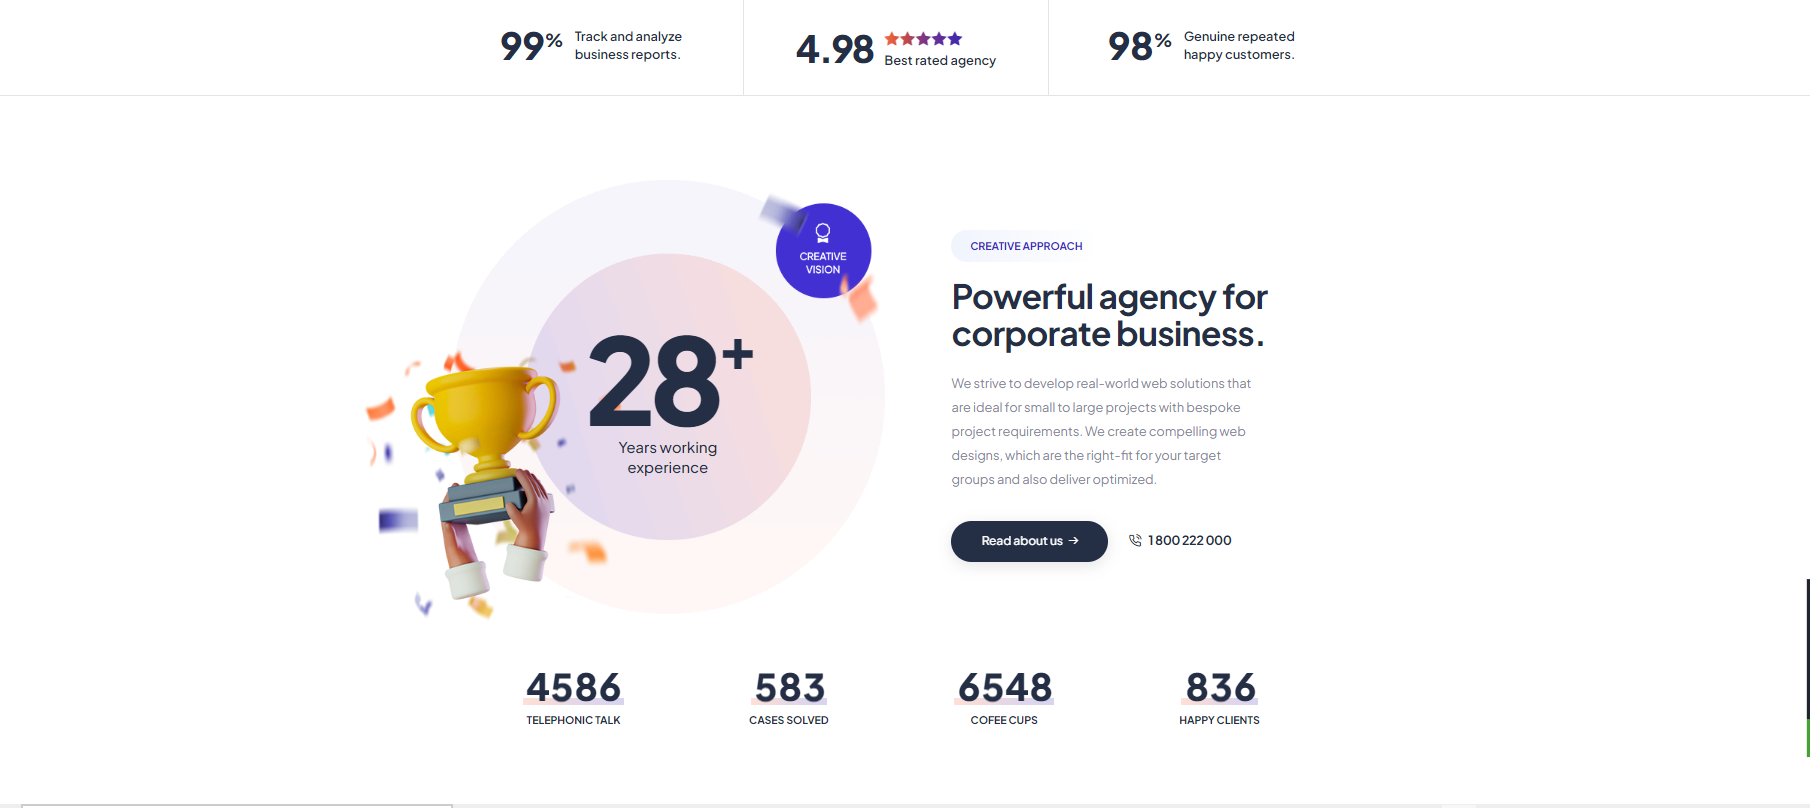 99%
Track and analyze
business reports.
4.98
Best rated agency
98%
Genuine repeated
happy customers.
CREATIVE
VISION
28+
Years working
experience
CREATIVE APPROACH
Powerful agency for
corporate business.
We strive to develop real-world web solutions that
are ideal for small to large projects with bespoke
project requirements. We create compelling web
designs, which are the right-fit for your target
groups and also deliver optimized.
Read about us →
1 800 222 000
4586
TELEPHONIC TALK
583
CASES SOLVED
6548
COFEE CUPS
836
HAPPY CLIENTS